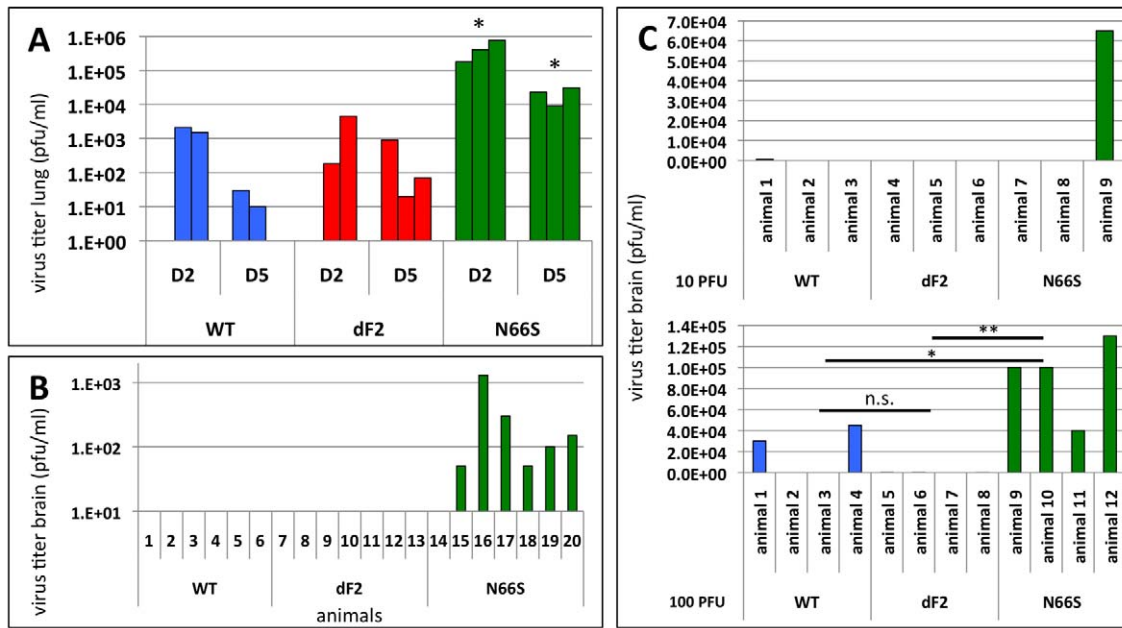 A
virus titer lung (pfu/ml)
1.E+06
1.E+05
1.E+04
1.E+03
1.E+02
1.E+01
1.E+00
* *
D2 D5 D2 D5 D2 D5
WT dF2 N66S
B
virus titer brain (pfu/ml)
1.E+03
1.E+02
1.E+01
1 2 3 4 5 6 7 8 9 10 11 12 13 14 15 16 17 18 19 20
WT dF2 N66S
animals
C
virus titer brain (pfu/ml)
7.0E+04
6.0E+04
5.0E+04
4.0E+04
3.0E+04
2.0E+04
1.0E+04
0.0E+00
animal 1 animal 2 animal 3 animal 4 animal 5 animal 6 animal 7 animal 8 animal 9
10 PFU WT dF2 N66S
1.4E+05
1.2E+05
1.0E+05
8.0E+04
6.0E+04
4.0E+04
2.0E+04
0.0E+00
**
*
n.s.
animal 1 animal 2 animal 3 animal 4 animal 5 animal 6 animal 7 animal 8 animal 9 animal 10 animal 11 animal 12
100 PFU WT dF2 N66S